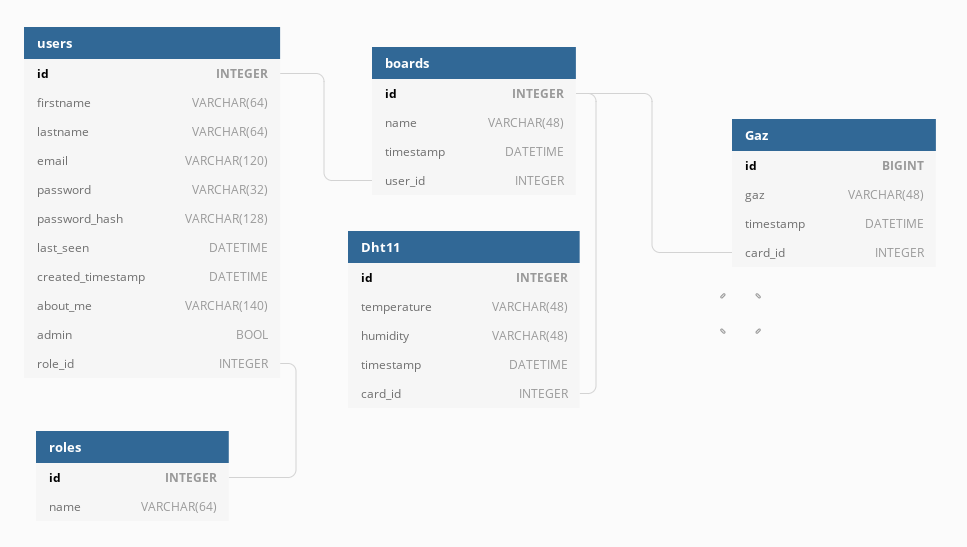 users
id INTEGER
firstname VARCHAR(64)
lastname VARCHAR(64)
email VARCHAR(120)
password VARCHAR(32)
password_hash VARCHAR(128)
last_seen DATETIME
created_timestamp DATETIME
about_me VARCHAR(140)
admin BOOL
role_id INTEGER
roles
id INTEGER
name VARCHAR(64)
boards
id INTEGER
name VARCHAR(48)
timestamp DATETIME
user_id INTEGER
Dht11
id INTEGER
temperature VARCHAR(48)
humidity VARCHAR(48)
timestamp DATETIME
card_id INTEGER
Gaz
id BIGINT
gaz VARCHAR(48)
timestamp DATETIME
card_id INTEGER